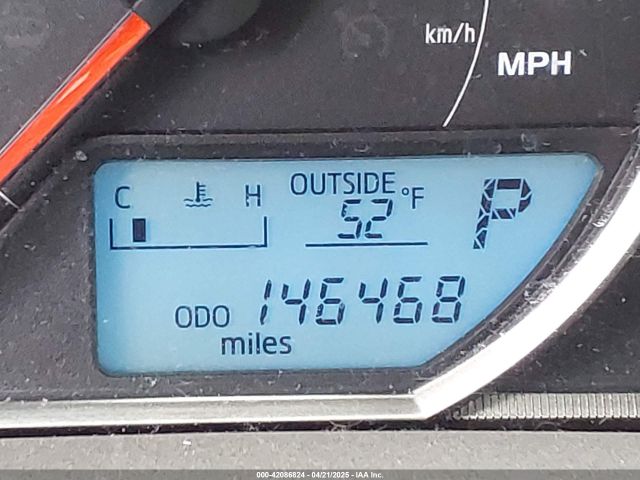 km/h
MPH
C H OUTSIDE
52 °F P
ODO 146468
miles
000-42086824 - 04/21/2025 - IAA Inc.